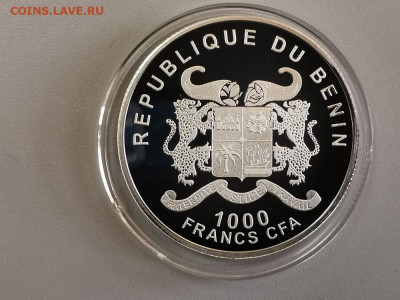 COINS.LAVE.RU
REPUBLIQUE DU BENIN
1000
FRANCS CFA